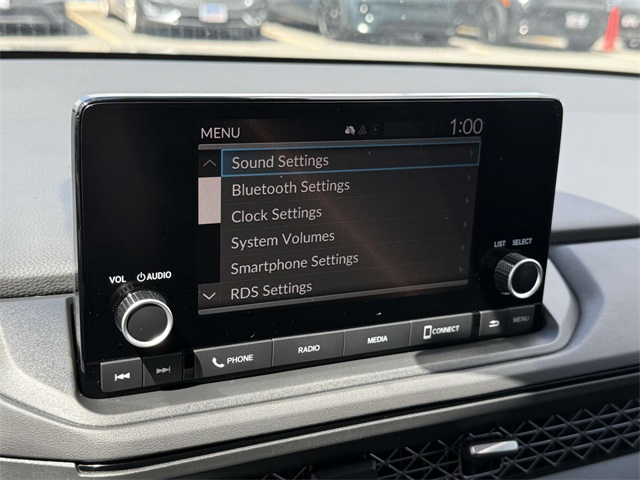 MENU 1:00
Sound Settings
Bluetooth Settings
Clock Settings
System Volumes
Smartphone Settings
RDS Settings
LIST SELECT
VOL AUDIO
PHONE RADIO MEDIA CONNECT MENU